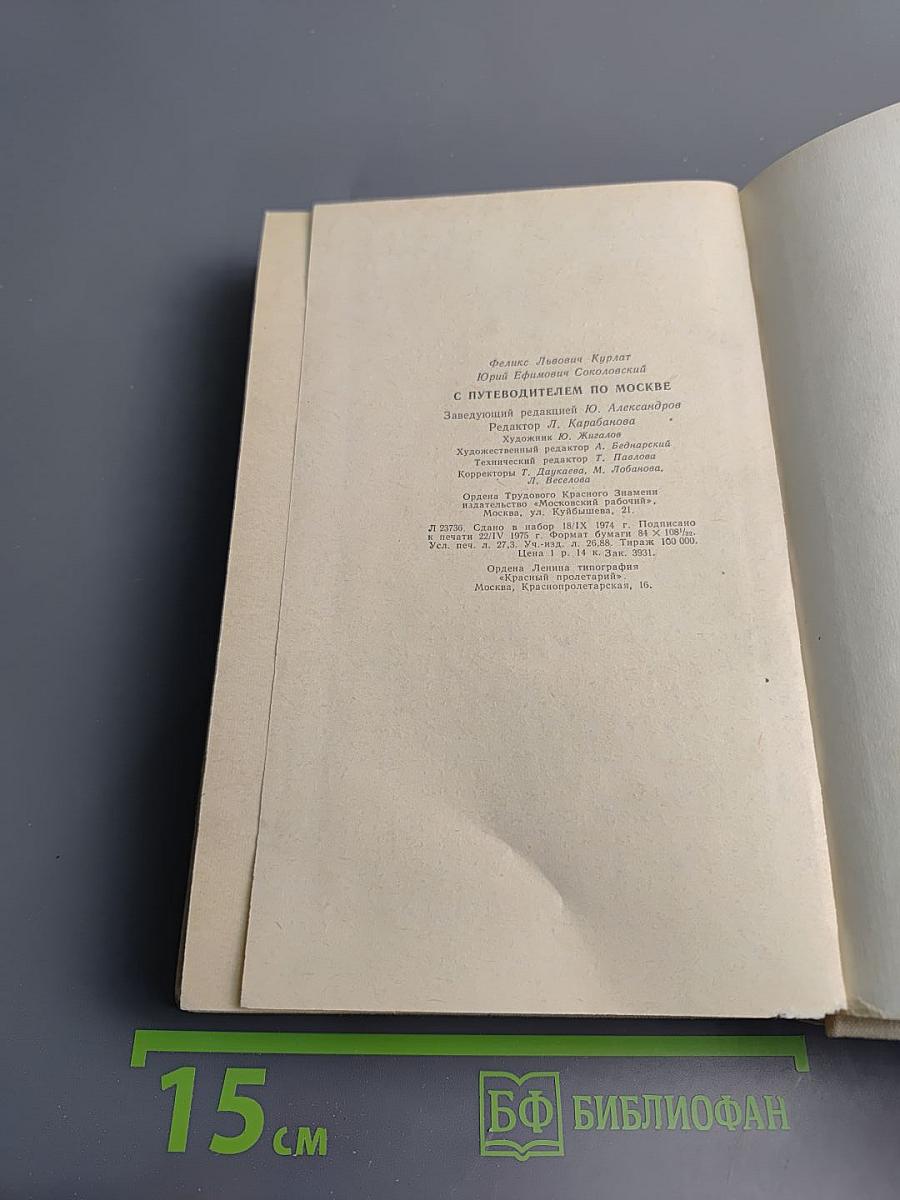 Феликс Львович Курлат
Юрий Ефимович Соколовский
С ПУТЕВОДИТЕЛЕМ ПО МОСКВЕ
Заведующий редакцией Ю. Александров
Редактор Л. Карабанова
Художник Ю. Жигалов
Художественный редактор А. Беднарский
Технический редактор Т. Павлова
Корректоры Т. Даукаева, М. Лобанова,
Л. Веселова
Ордена Трудового Красного Знамени
издательство «Московский рабочий»,
Москва, ул. Куйбышева, 21.
Л 23736. Сдано в набор 18/IX 1974 г. Подписано
к печати 22/IV 1975 г. Формат бумаги 84 × 108¹/₃₂.
Усл. печ. л. 27,3. Уч.-изд. л. 26,88. Тираж 100 000.
Цена 1 р. 14 к. Зак. 3931.
Ордена Ленина типография
«Красный пролетарий».
Москва, Краснопролетарская, 16.
15 см
БФ БИБЛИОФАН